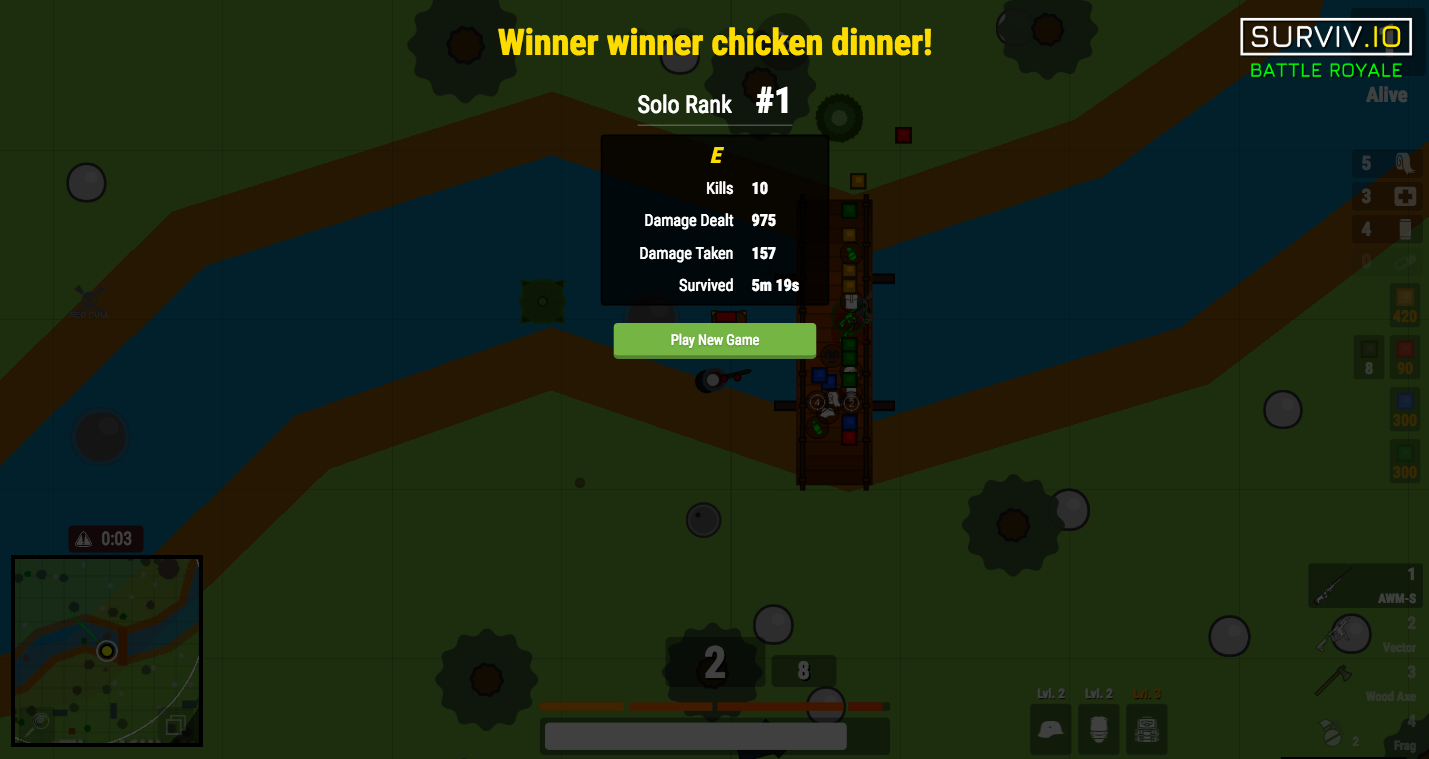 Winner winner chicken dinner!
SURVIV.IO
BATTLE ROYALE
Solo Rank #1
Alive
E
Kills 10
Damage Dealt 975
Damage Taken 157
Survived 5m 19s
Play New Game
5
3
4
0
420
8 90
300
300
4 2
0:03
1
AWM-S
2
Vector
3
Wood Axe
4
2 Frag
2 8
Lvl. 2 Lvl. 2 Lvl. 3